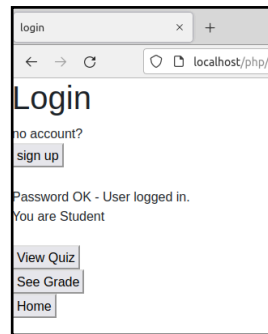 login
localhost/php/
Login
no account?
sign up
Password OK - User logged in.
You are Student
View Quiz
See Grade
Home